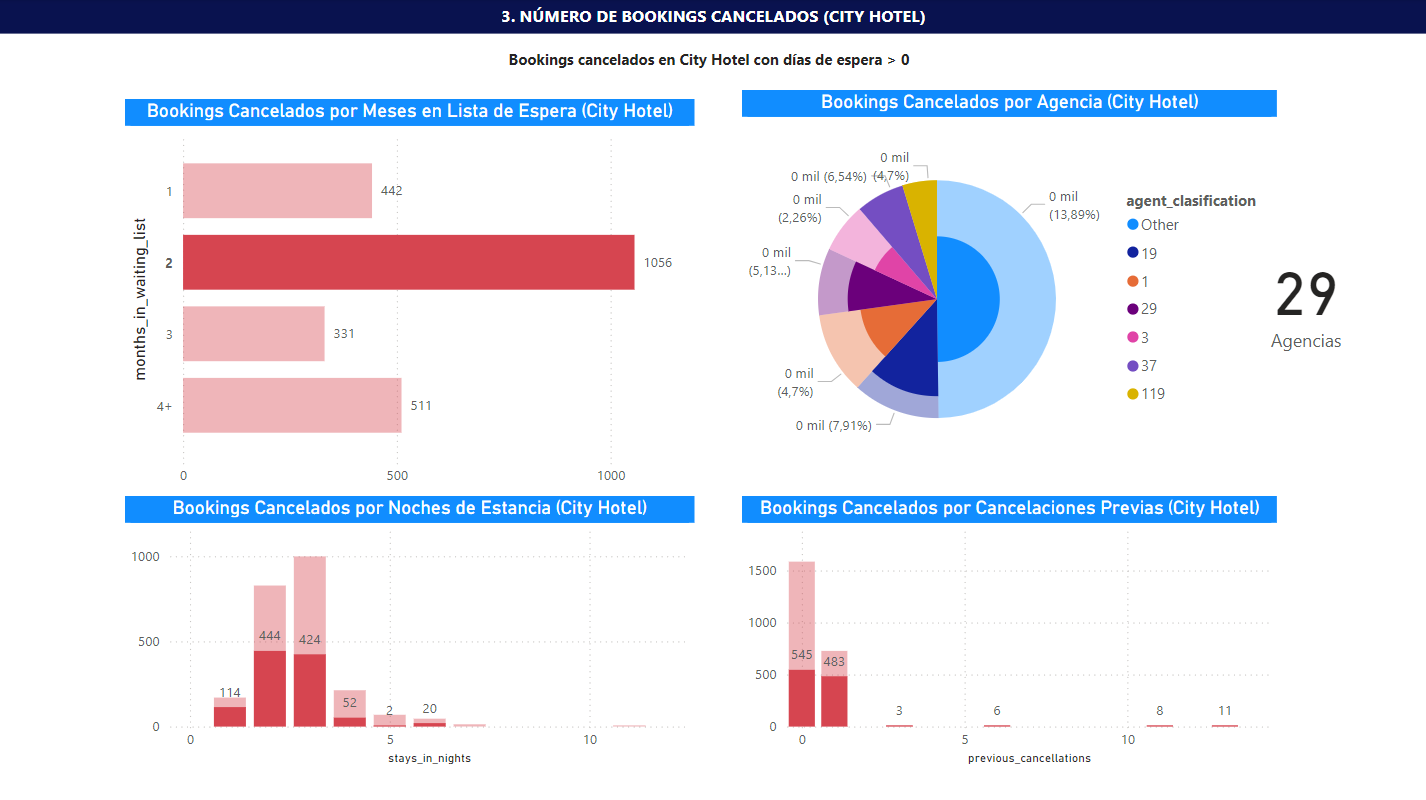 3. NÚMERO DE BOOKINGS CANCELADOS (CITY HOTEL)
Bookings cancelados en City Hotel con días de espera > 0
Bookings Cancelados por Meses en Lista de Espera (City Hotel)
months_in_waiting_list
1
442
2
1056
3
331
4+
511
0
500
1000
Bookings Cancelados por Agencia (City Hotel)
0 mil
(4,7%)
0 mil (6,54%)
0 mil
(2,26%)
0 mil
(5,13...)
0 mil
(4,7%)
0 mil (7,91%)
0 mil
(13,89%)
agent_clasification
Other
19
1
29
3
37
119
29
Agencias
Bookings Cancelados por Noches de Estancia (City Hotel)
1000
500
0
114
444
424
52
2
20
0
5
10
stays_in_nights
Bookings Cancelados por Cancelaciones Previas (City Hotel)
1500
1000
500
0
545
483
3
6
8
11
0
5
10
previous_cancellations